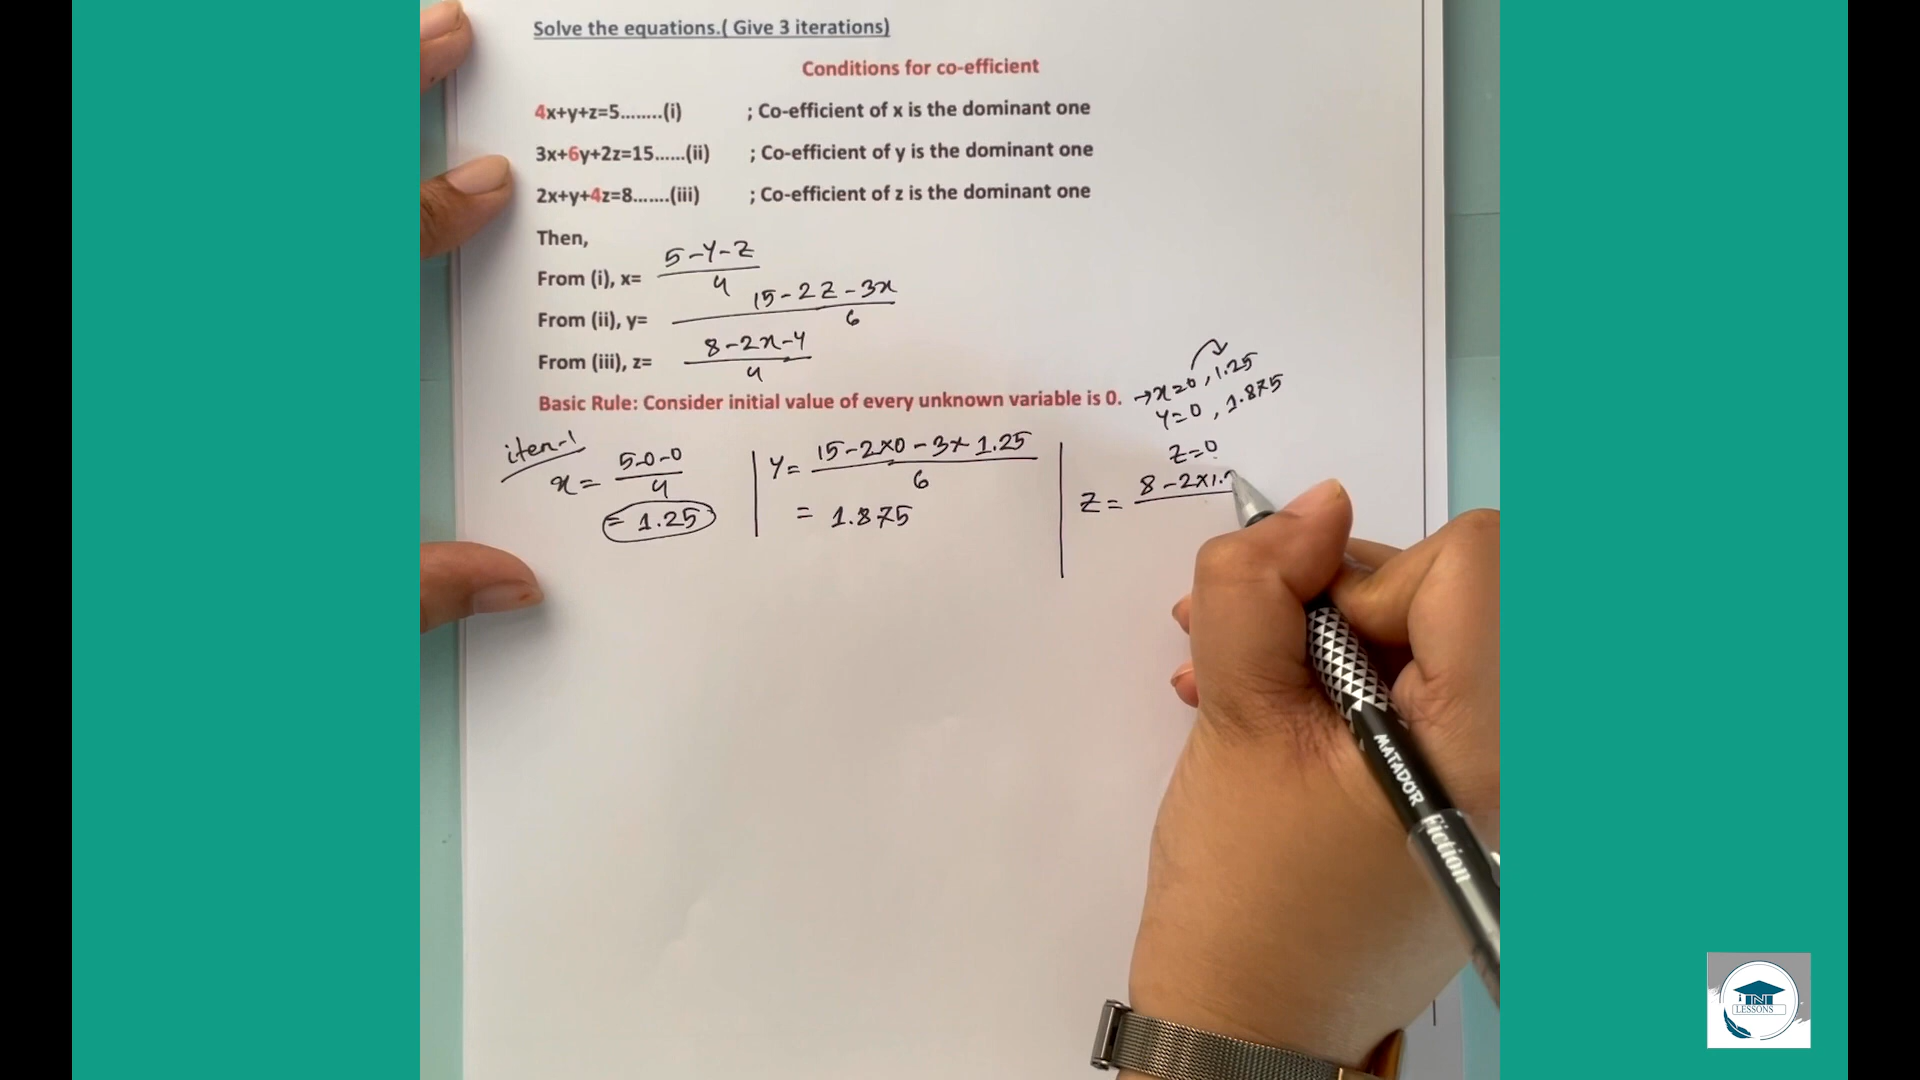 Solve the equations.( Give 3 iterations)
Conditions for co-efficient
4x+y+z=5........(i) ; Co-efficient of x is the dominant one
3x+6y+2z=15......(ii) ; Co-efficient of y is the dominant one
2x+y+4z=8.......(iii) ; Co-efficient of z is the dominant one
Then,
From (i), x= 5-y-z / 4
From (ii), y= 15-2z-3x / 6
From (iii), z= 8-2x-y / 4
Basic Rule: Consider initial value of every unknown variable is 0.
→x=0, 1.25
y=0, 1.875
z=0
iter-1
x= 5-0-0 / 4
= 1.25
y= 15-2×0-3×1.25 / 6
= 1.875
z= 8-2×1.
MATADOR Fiction
LESSONS